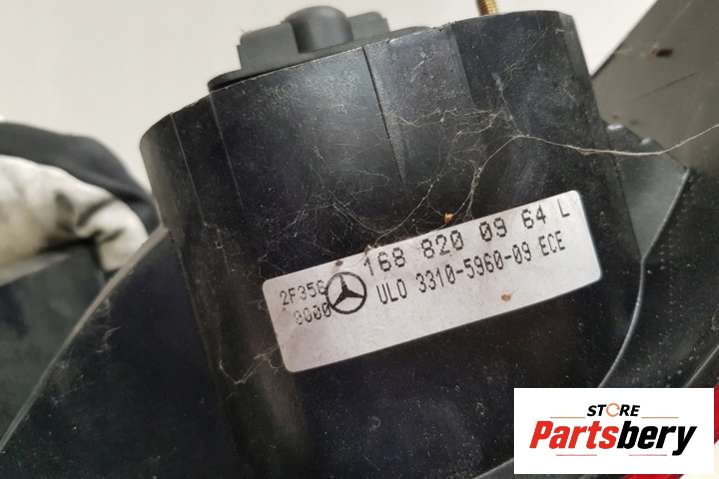 168 820 09 64 L
2F356
0000
ULO 3310-5960-09 ECE
STORE
Partsbery